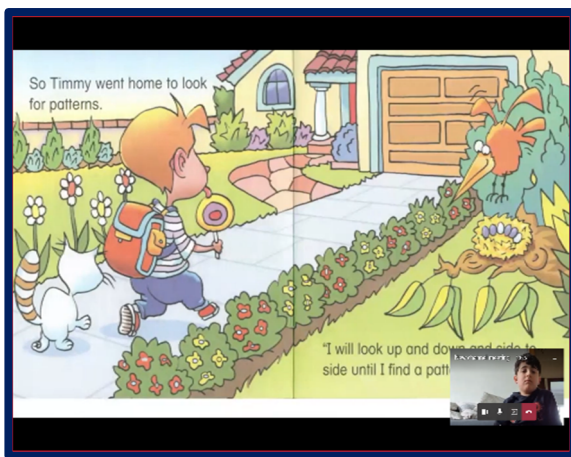 So Timmy went home to look
for patterns.
"I will look up and down and side to
side until I find a